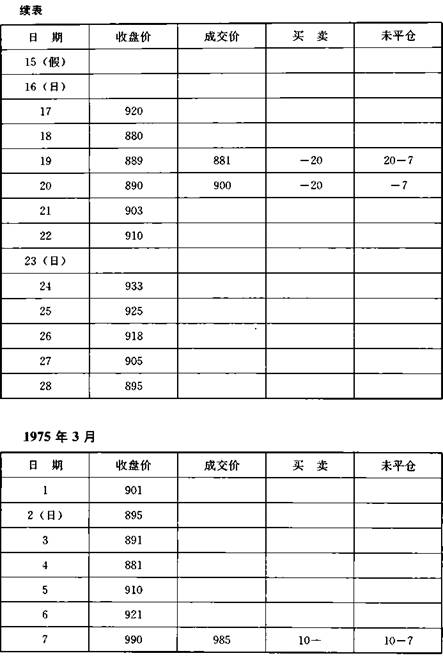 续表
日 期 收盘价 成交价 买 卖 未平仓
15（假）
16（日）
17 920
18 880
19 889 881 —20 20—7
20 890 900 —20 —7
21 903
22 910
23（日）
24 933
25 925
26 918
27 905
28 895
1975 年 3 月
日 期 收盘价 成交价 买 卖 未平仓
1 901
2（日） 895
3 891
4 881
5 910
6 921
7 990 985 10— 10—7